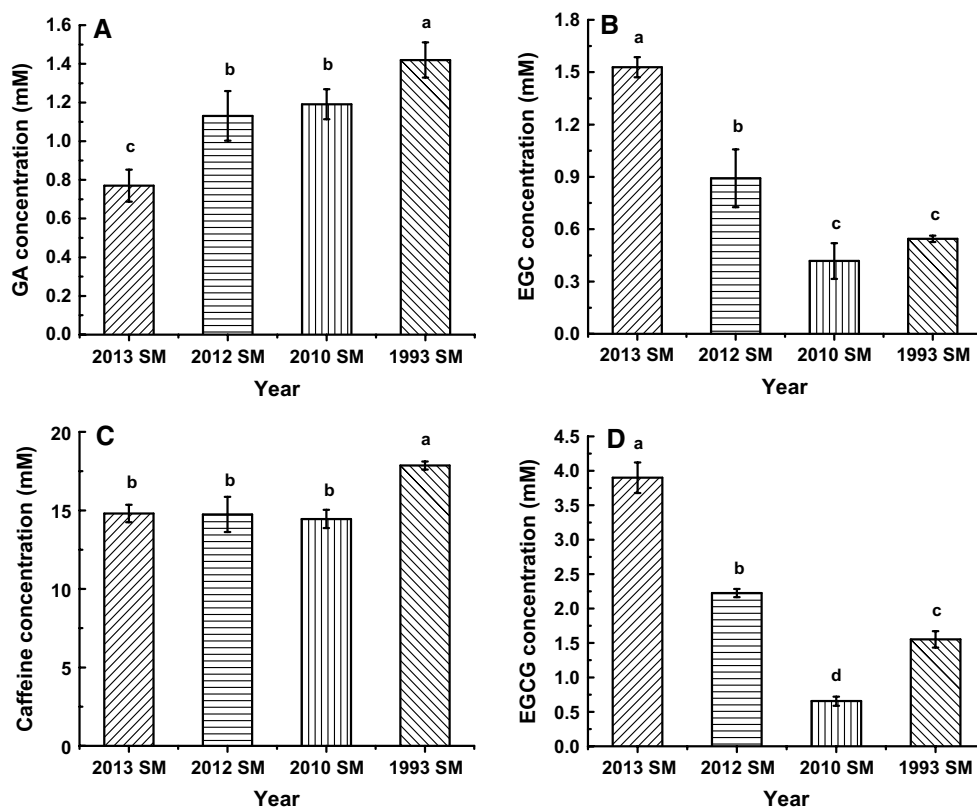 A
GA concentration (mM)
1.6
1.4
1.2
1.0
0.8
0.6
0.4
0.2
0.0
c
b
b
a
2013 SM 2012 SM 2010 SM 1993 SM
Year
B
EGC concentration (mM)
1.8
1.5
1.2
0.9
0.6
0.3
0.0
a
b
c
c
2013 SM 2012 SM 2010 SM 1993 SM
Year
C
Caffeine concentration (mM)
20
15
10
5
0
b
b
b
a
2013 SM 2012 SM 2010 SM 1993 SM
Year
D
EGCG concentration (mM)
4.5
4.0
3.5
3.0
2.5
2.0
1.5
1.0
0.5
0.0
a
b
d
c
2013 SM 2012 SM 2010 SM 1993 SM
Year